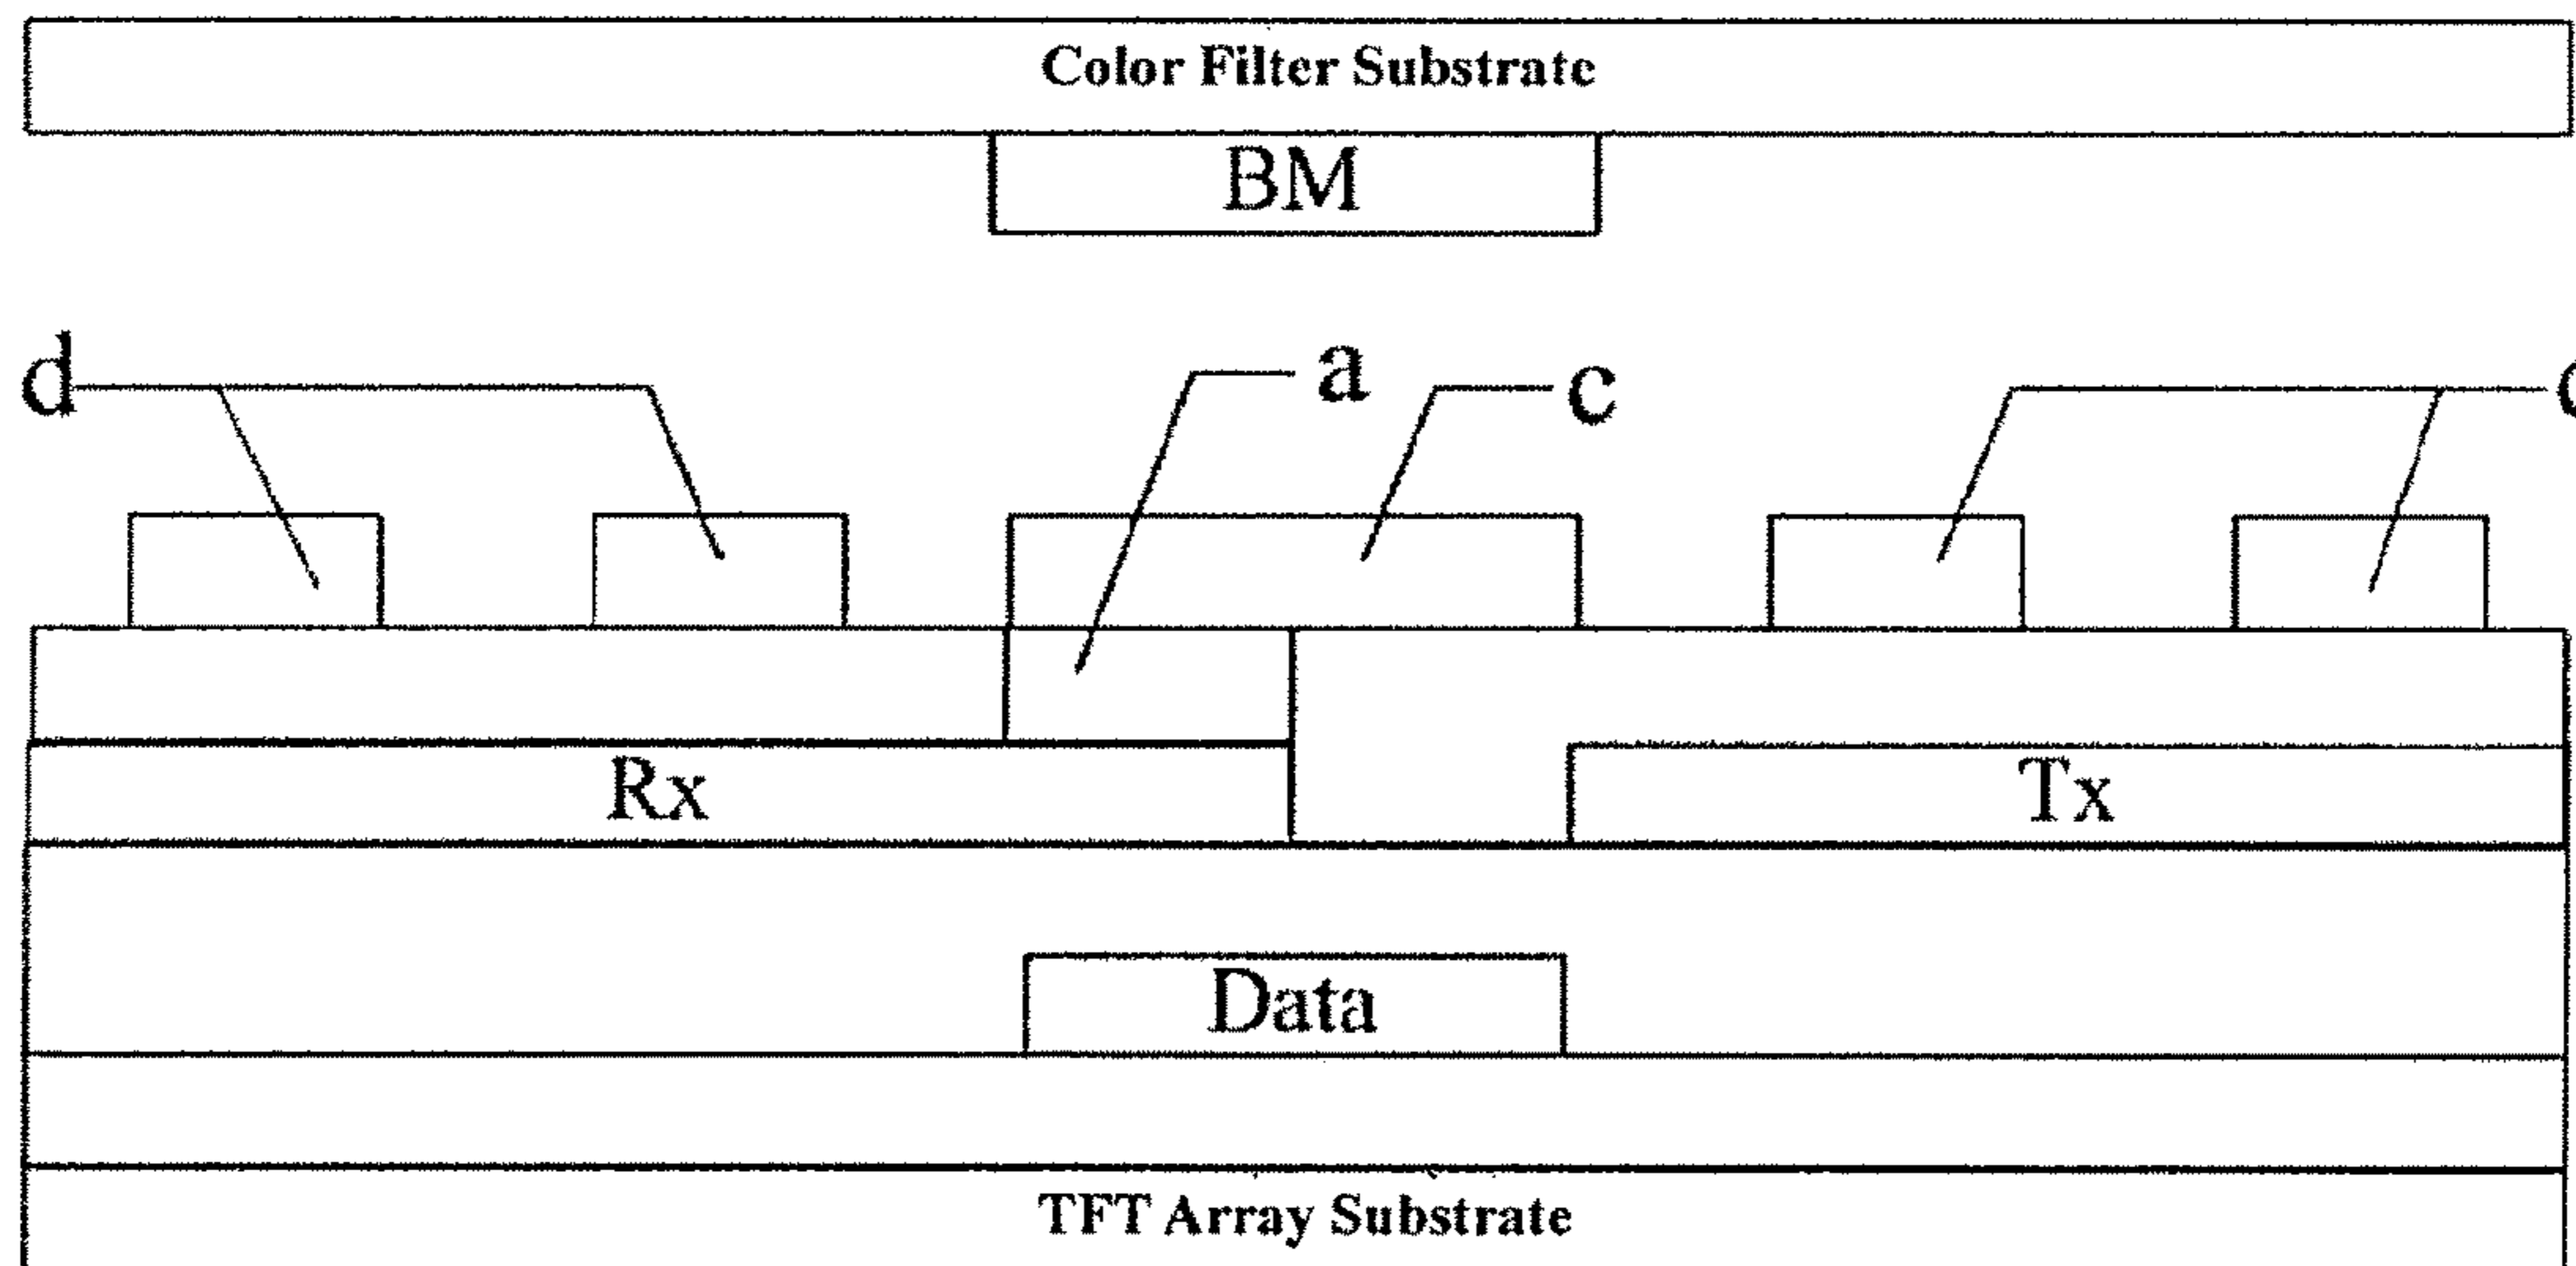 Color Filter Substrate
BM
d
a
c
Rx
Tx
Data
TFT Array Substrate